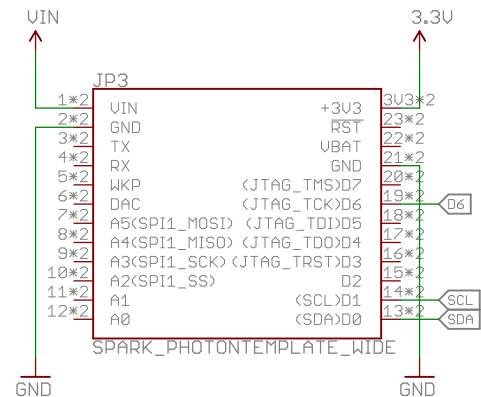 VIN 3.3V
JP3
1*2 VIN +3V3 3V3*2
2*2 GND RST 23*2
3*2 TX VBAT 22*2
4*2 RX GND 21*2
5*2 WKP (JTAG_TMS)D7 20*2
6*2 DAC (JTAG_TCK)D6 19*2 D6
7*2 A5(SPI1_MOSI) (JTAG_TDI)D5 18*2
8*2 A4(SPI1_MISO) (JTAG_TDO)D4 17*2
9*2 A3(SPI1_SCK) (JTAG_TRST)D3 16*2
10*2 A2(SPI1_SS) D2 15*2
11*2 A1 (SCL)D1 14*2 SCL
12*2 A0 (SDA)D0 13*2 SDA
SPARK_PHOTONTEMPLATE_WIDE
GND GND